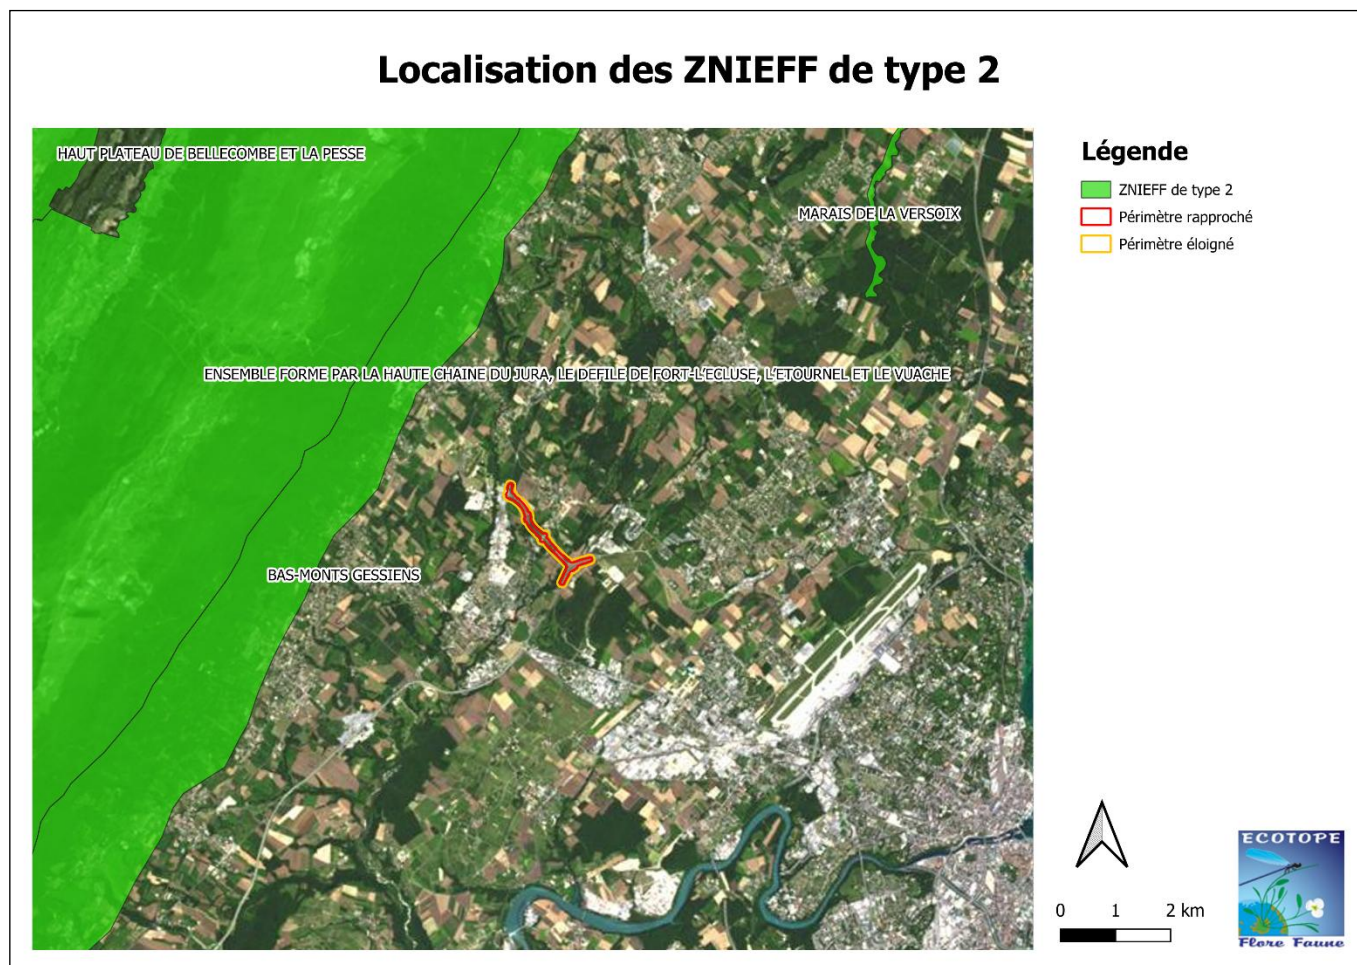 Localisation des ZNIEFF de type 2
HAUT PLATEAU DE BELLECOMBE ET LA PESSE
MARAIS DE LA VERSOIX
ENSEMBLE FORME PAR LA HAUTE CHAINE DU JURA, LE DEFILE DE FORT-L'ECLUSE, L'ETOURNEL ET LE VUACHE
BAS-MONTS GESSIENS
Légende
ZNIEFF de type 2
Périmètre rapproché
Périmètre éloigné
0 1 2 km
ECOTOPE
Flore Faune